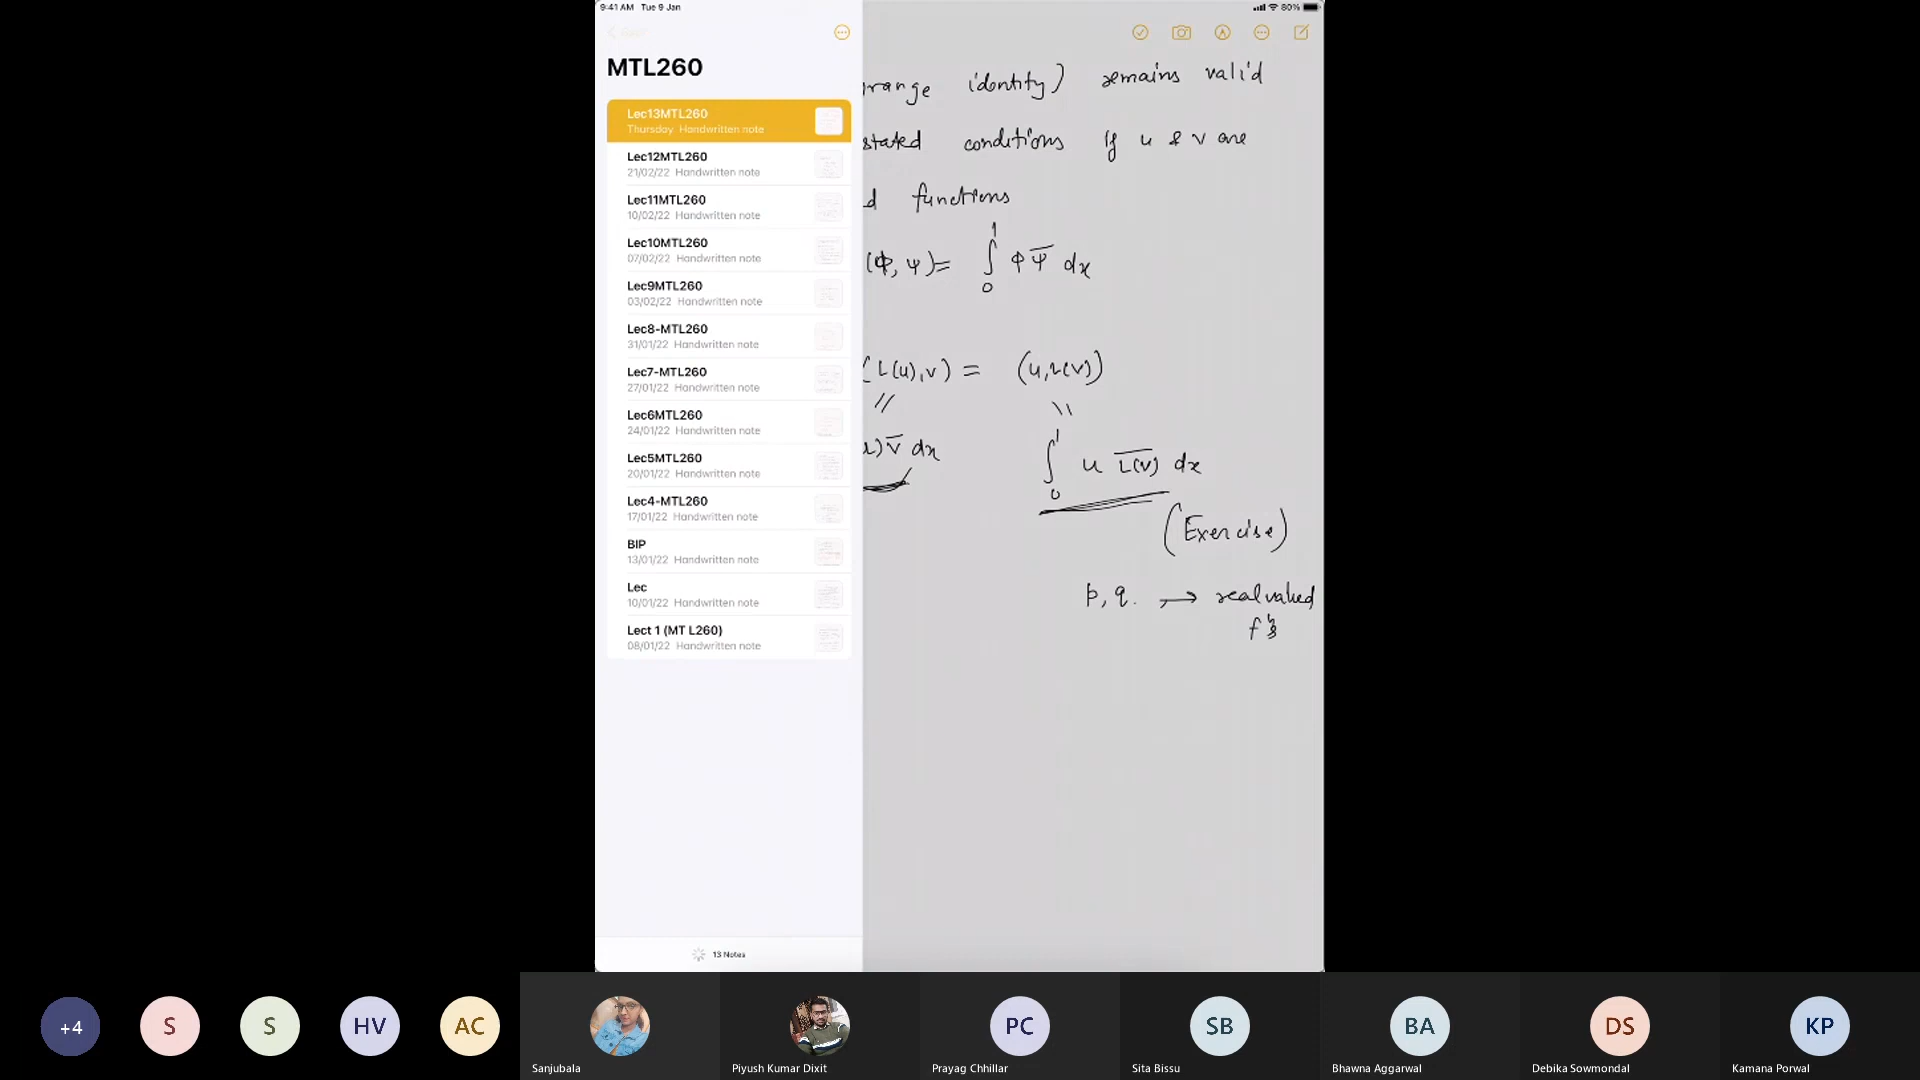 9:41 AM Tue 9 Jan
80%
MTL260
Lec13MTL260
Thursday Handwritten note
Lec12MTL260
21/02/22 Handwritten note
Lec11MTL260
10/02/22 Handwritten note
Lec10MTL260
07/02/22 Handwritten note
Lec9MTL260
03/02/22 Handwritten note
Lec8-MTL260
31/01/22 Handwritten note
Lec7-MTL260
27/01/22 Handwritten note
Lec6MTL260
24/01/22 Handwritten note
Lec5MTL260
20/01/22 Handwritten note
Lec4-MTL260
17/01/22 Handwritten note
BIP
13/01/22 Handwritten note
Lec
10/01/22 Handwritten note
Lect 1 (MT L260)
08/01/22 Handwritten note
13 Notes
range identity) remains valid
stated conditions if u & v are
d functions
(Φ, Ψ) = ∫₀¹ Φ Ψ̅ dx
(L(u), v) = (u, L(v))
u) v̅ dx
∫₀¹ u \overline{L(v)} dx
(Exercise)
p, q. → real valued
fⁿs
+4
S
S
HV
AC
PC
SB
BA
DS
KP
Sanjubala
Piyush Kumar Dixit
Prayag Chhillar
Sita Bissu
Bhawna Aggarwal
Debika Sowmondal
Kamana Porwal